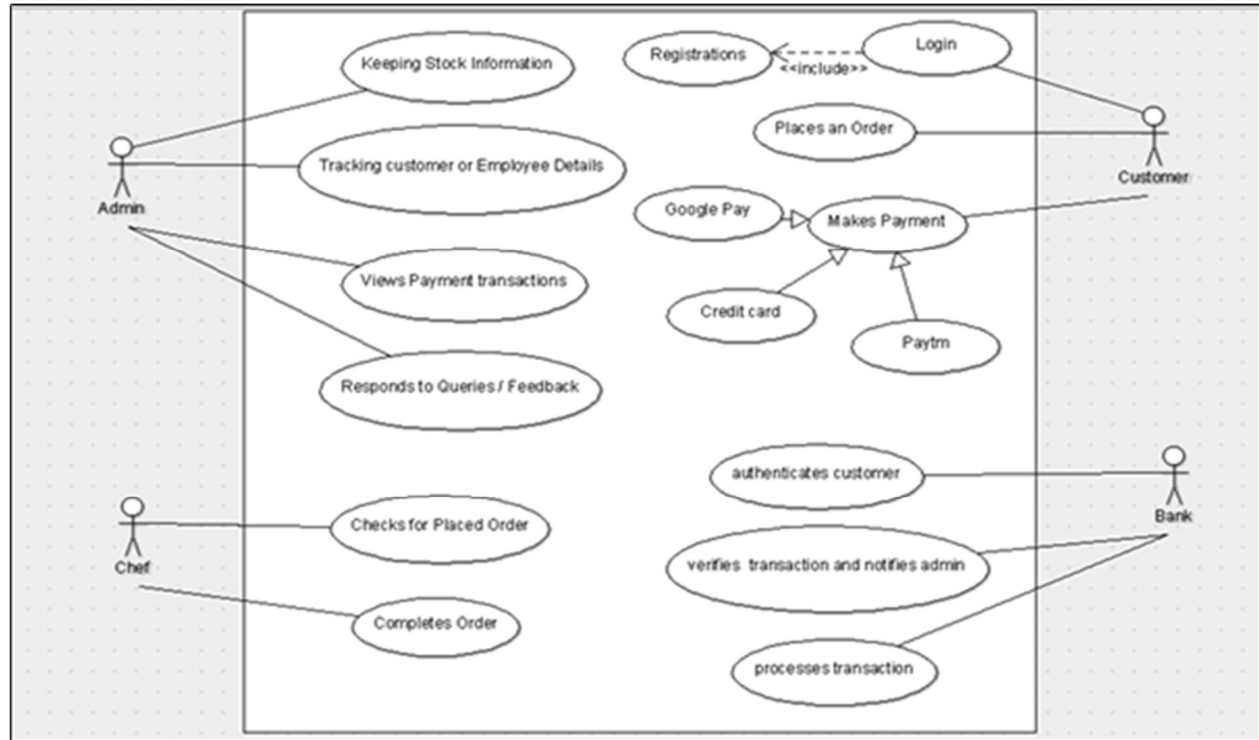 Keeping Stock Information
Registrations
Login
<<include>>
Places an Order
Tracking customer or Employee Details
Admin
Customer
Google Pay
Makes Payment
Views Payment transactions
Credit card
Paytm
Responds to Queries / Feedback
authenticates customer
Bank
Checks for Placed Order
Chef
verifies transaction and notifies admin
Completes Order
processes transaction